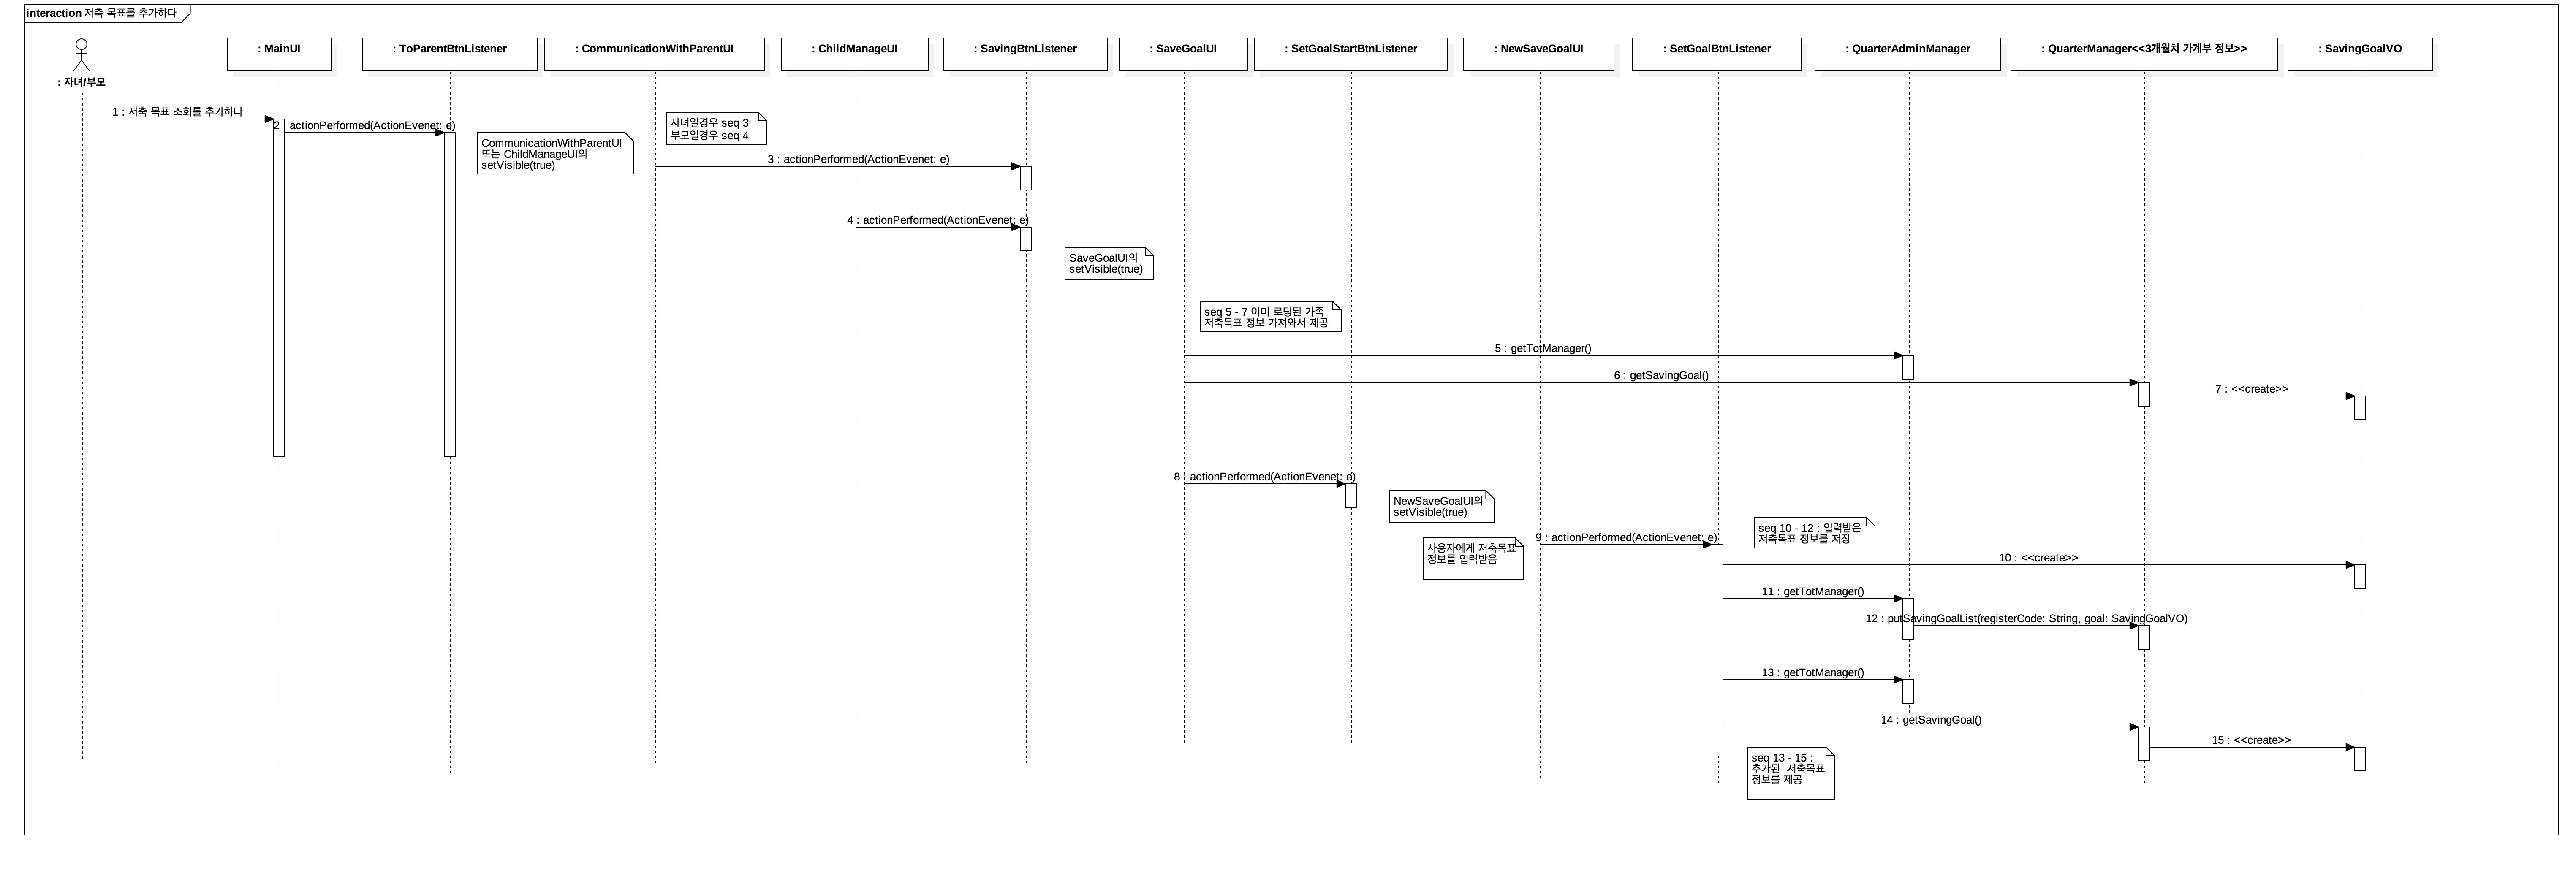 interaction 저축 목표를 추가하다
: 자녀/부모
: MainUI
: ToParentBtnListener
: CommunicationWithParentUI
: ChildManageUI
: SavingBtnListener
: SaveGoalUI
: SetGoalStartBtnListener
: NewSaveGoalUI
: SetGoalBtnListener
: QuarterAdminManager
: QuarterManager<<3개월치 가계부 정보>>
: SavingGoalVO
1 : 저축 목표 조회를 추가하다
2 : actionPerformed(ActionEvenet: e)
CommunicationWithParentUI
또는 ChildManageUI의
setVisible(true)
자녀일경우 seq 3
부모일경우 seq 4
3 : actionPerformed(ActionEvenet: e)
4 : actionPerformed(ActionEvenet: e)
SaveGoalUI의
setVisible(true)
seq 5 - 7 이미 로딩된 가족
저축목표 정보 가져와서 제공
5 : getTotManager()
6 : getSavingGoal()
7 : <<create>>
8 : actionPerformed(ActionEvenet: e)
NewSaveGoalUI의
setVisible(true)
사용자에게 저축목표
정보를 입력받음
9 : actionPerformed(ActionEvenet: e)
seq 10 - 12 : 입력받은
저축목표 정보를 저장
10 : <<create>>
11 : getTotManager()
12 : putSavingGoalList(registerCode: String, goal: SavingGoalVO)
13 : getTotManager()
14 : getSavingGoal()
15 : <<create>>
seq 13 - 15 :
추가된 저축목표
정보를 제공